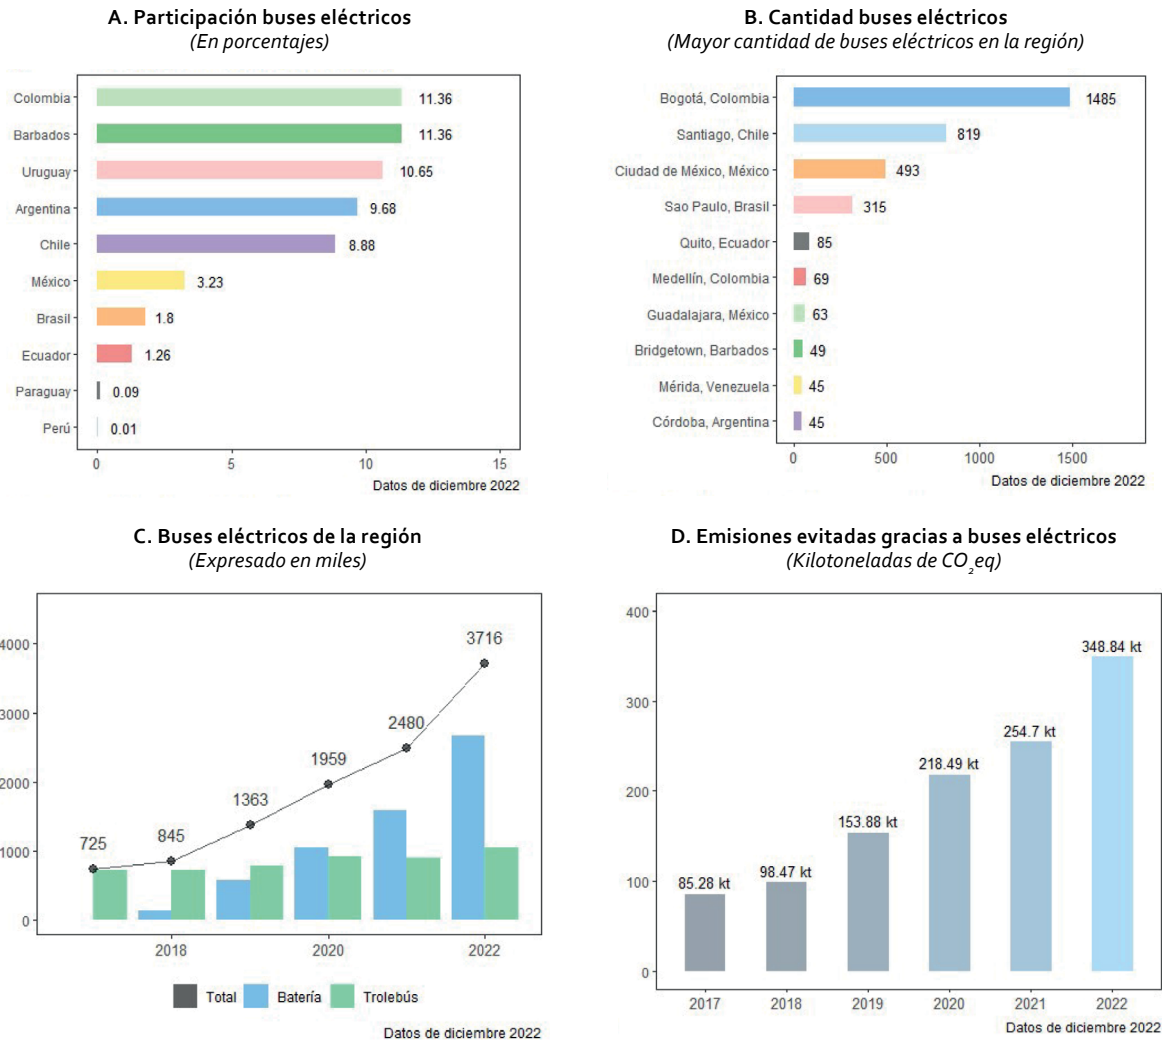 A. Participación buses eléctricos
(En porcentajes)
Colombia 11.36
Barbados 11.36
Uruguay 10.65
Argentina 9.68
Chile 8.88
México 3.23
Brasil 1.8
Ecuador 1.26
Paraguay 0.09
Perú 0.01
0 5 10 15
Datos de diciembre 2022
B. Cantidad buses eléctricos
(Mayor cantidad de buses eléctricos en la región)
Bogotá, Colombia 1485
Santiago, Chile 819
Ciudad de México, México 493
Sao Paulo, Brasil 315
Quito, Ecuador 85
Medellín, Colombia 69
Guadalajara, México 63
Bridgetown, Barbados 49
Mérida, Venezuela 45
Córdoba, Argentina 45
0 500 1000 1500
Datos de diciembre 2022
C. Buses eléctricos de la región
(Expresado en miles)
4000
3000
2000
1000
0
725
845
1363
1959
2480
3716
2018 2020 2022
Total Batería Trolebús
Datos de diciembre 2022
D. Emisiones evitadas gracias a buses eléctricos
(Kilotoneladas de CO₂eq)
400
300
200
100
0
85.28 kt
98.47 kt
153.88 kt
218.49 kt
254.7 kt
348.84 kt
2017 2018 2019 2020 2021 2022
Datos de diciembre 2022